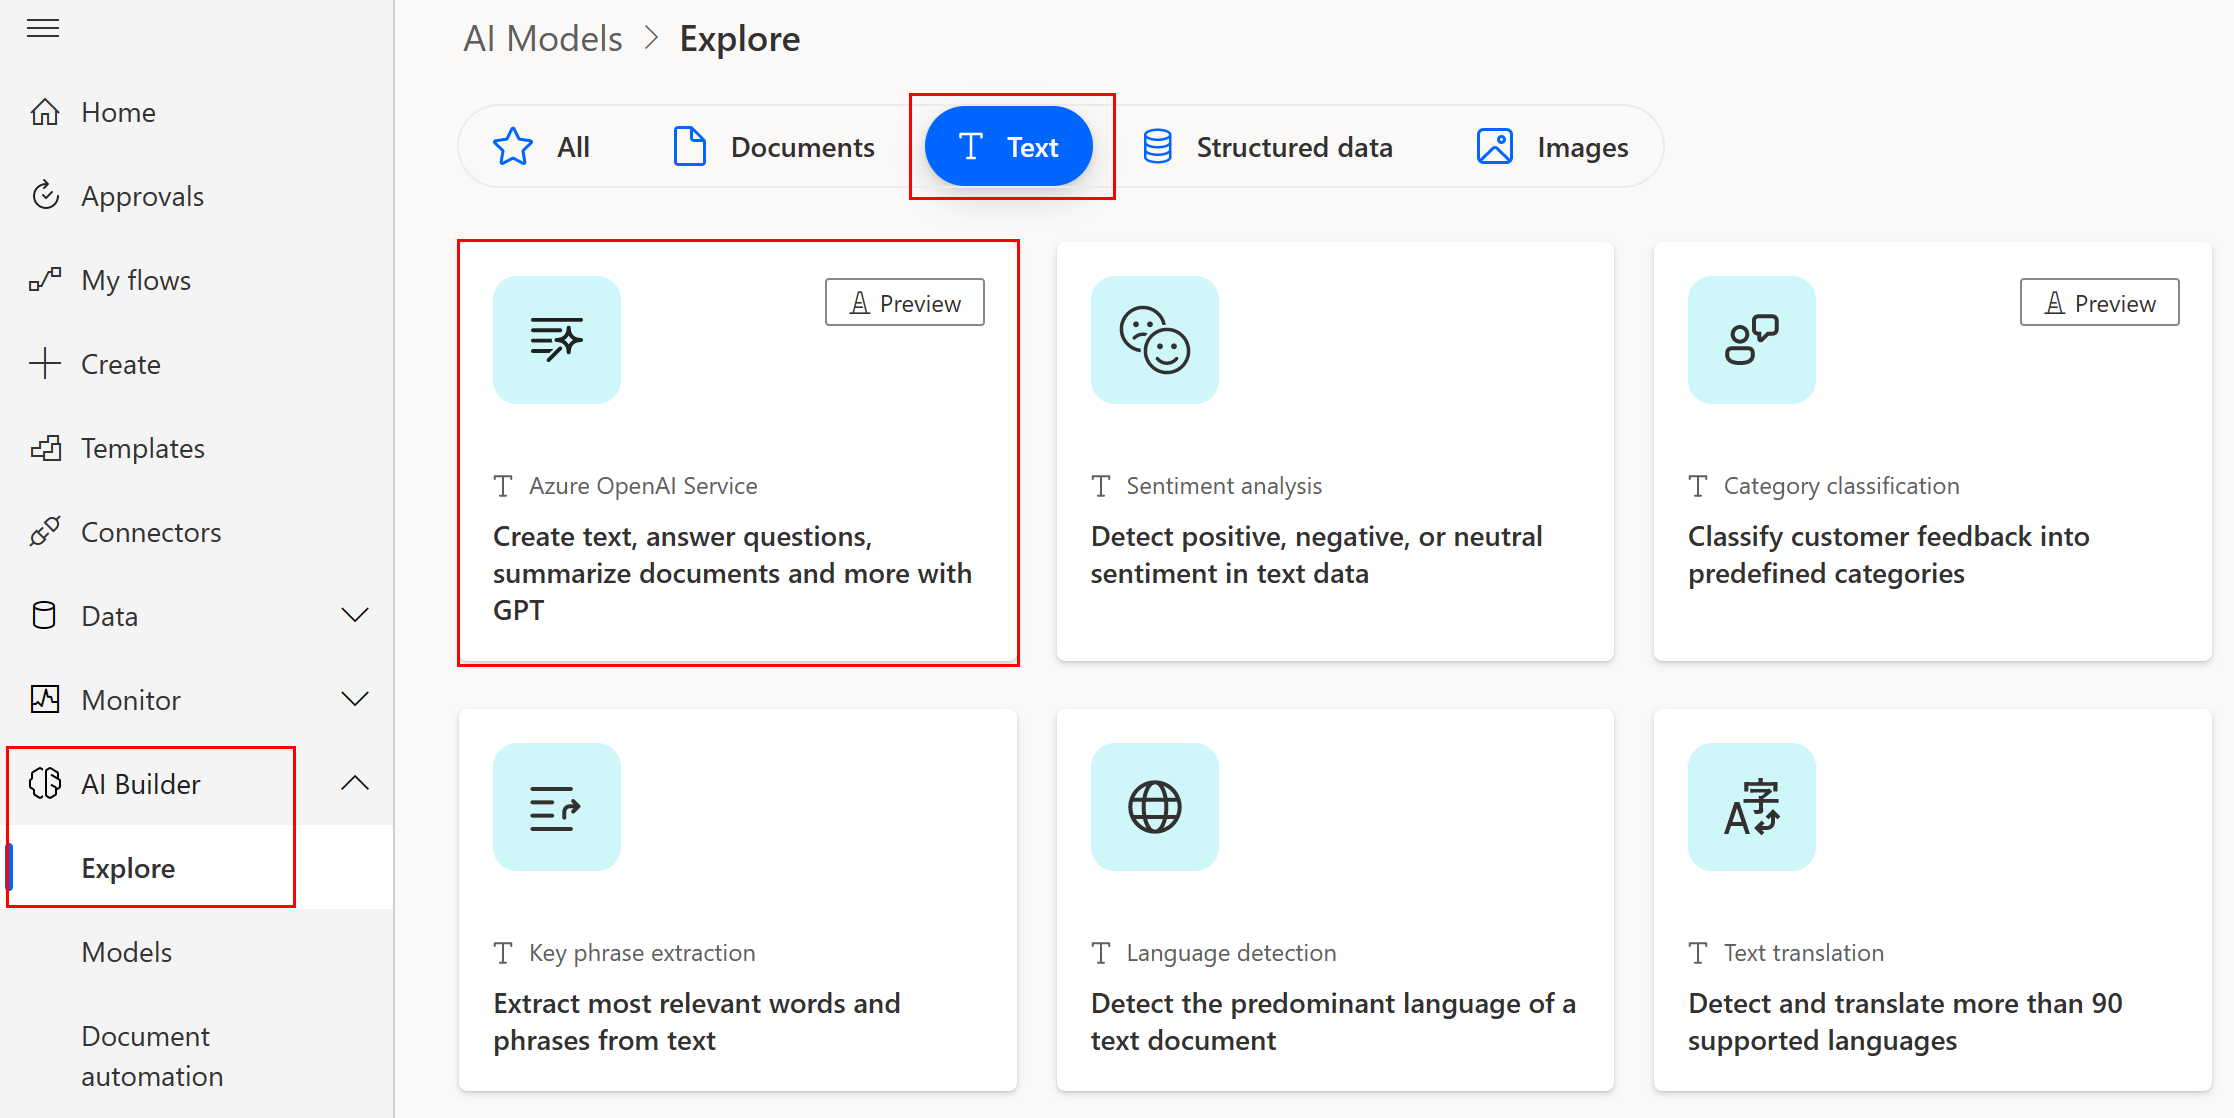 AI Models > Explore
Home
Approvals
My flows
Create
Templates
Connectors
Data
Monitor
AI Builder
Explore
Models
Document
automation
All
Documents
Text
Structured data
Images
Preview
Azure OpenAI Service
Create text, answer questions,
summarize documents and more with
GPT
Sentiment analysis
Detect positive, negative, or neutral
sentiment in text data
Preview
Category classification
Classify customer feedback into
predefined categories
Key phrase extraction
Extract most relevant words and
phrases from text
Language detection
Detect the predominant language of a
text document
Text translation
Detect and translate more than 90
supported languages